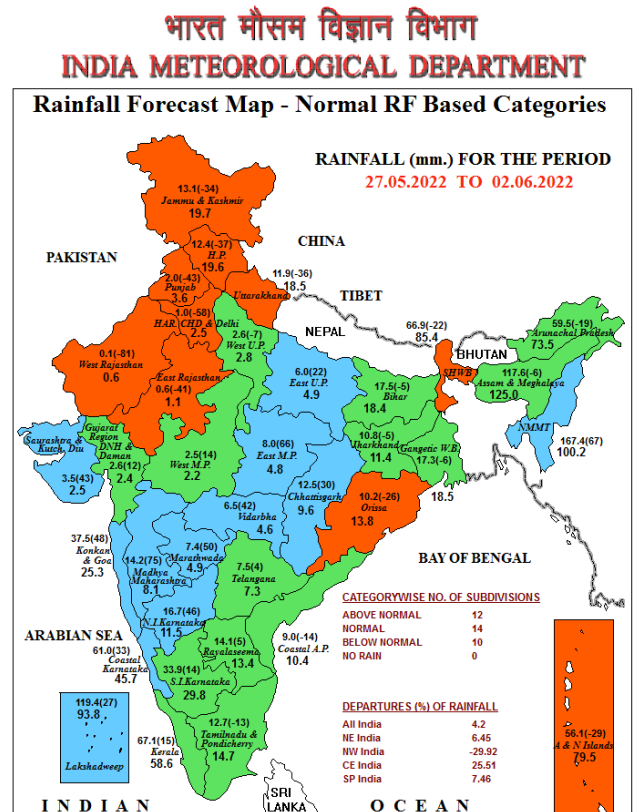 भारत मौसम विज्ञान विभाग
INDIA METEOROLOGICAL DEPARTMENT
Rainfall Forecast Map - Normal RF Based Categories
RAINFALL (mm.) FOR THE PERIOD
27.05.2022 TO 02.06.2022
13.1(-34)
Jammu & Kashmir
19.7
12.4(-37)
H.P.
19.6
CHINA
PAKISTAN
2.0(-43)
Punjab
3.6
11.9(-36)
18.5
Uttarakhand
TIBET
1.0(-58)
HAR. CHD & Delhi
2.5
2.6(-7)
West U.P.
2.8
NEPAL
66.9(-22)
85.4
59.5(-19)
Arunachal Pradesh
73.5
BHUTAN
0.1(-81)
West Rajasthan
0.6
East Rajasthan
0.6(-41)
1.1
6.0(22)
East U.P.
4.9
SHWB
117.6(-6)
Assam & Meghalaya
125.0
17.5(-5)
Bihar
18.4
Gujarat
Region
DNH &
Daman
2.6(12)
2.4
Saurashtra &
Kutch, Diu
3.5(43)
2.5
2.5(14)
West M.P.
2.2
8.0(66)
East M.P.
4.8
10.8(-5)
Jharkhand
11.4
Gangetic W.B.
17.3(-6)
18.5
NMMT
167.4(67)
100.2
12.5(30)
Chhattisgarh
9.6
10.2(-26)
Orissa
13.8
6.5(42)
Vidarbha
4.6
37.5(48)
Konkan
& Goa
25.3
7.4(50)
Marathwada
4.9
14.2(75)
Madhya
Maharashtra
8.1
7.5(4)
Telangana
7.3
BAY OF BENGAL
16.7(46)
N.I.Karnataka
11.5
CATEGORYWISE NO. OF SUBDIVISIONS
ABOVE NORMAL 12
NORMAL 14
BELOW NORMAL 10
NO RAIN 0
ARABIAN SEA
61.0(33)
Coastal
Karnataka
45.7
14.1(5)
Rayalaseema
13.4
9.0(-14)
Coastal A.P.
10.4
33.9(14)
S.I.Karnataka
29.8
119.4(27)
93.8
Lakshadweep
67.1(15)
Kerala
58.6
12.7(-13)
Tamilnadu &
Pondicherry
14.7
DEPARTURES (%) OF RAINFALL
All India 4.2
NE India 6.45
NW India -29.92
CE India 25.51
SP India 7.46
56.1(-29)
A & N Islands
79.5
SRI
LANKA
INDIAN OCEAN